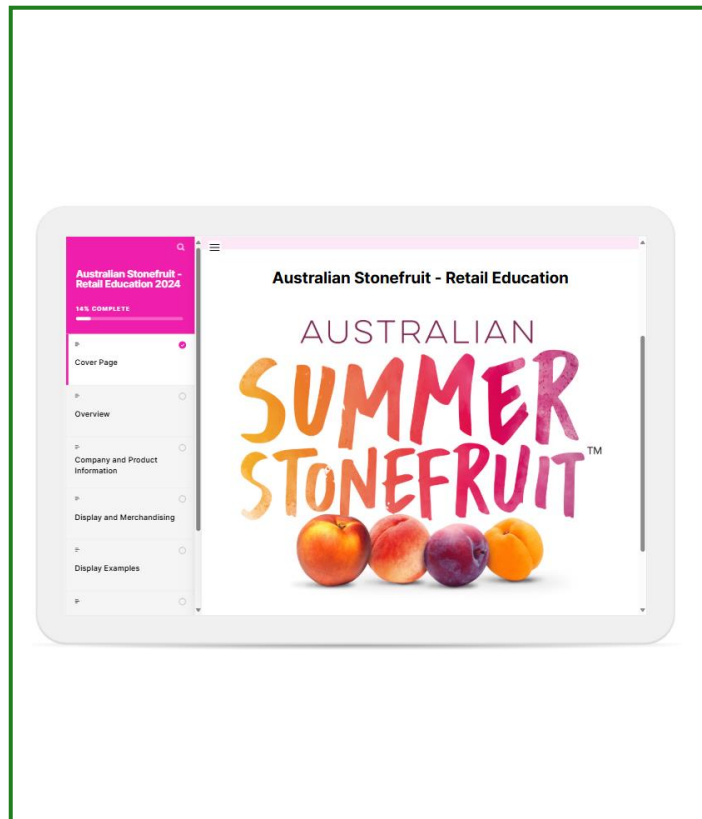 Australian Stonefruit -
Retail Education 2024
14% COMPLETE
Cover Page
Overview
Company and Product
Information
Display and Merchandising
Display Examples
Australian Stonefruit - Retail Education
AUSTRALIAN
SUMMER
STONEFRUIT™